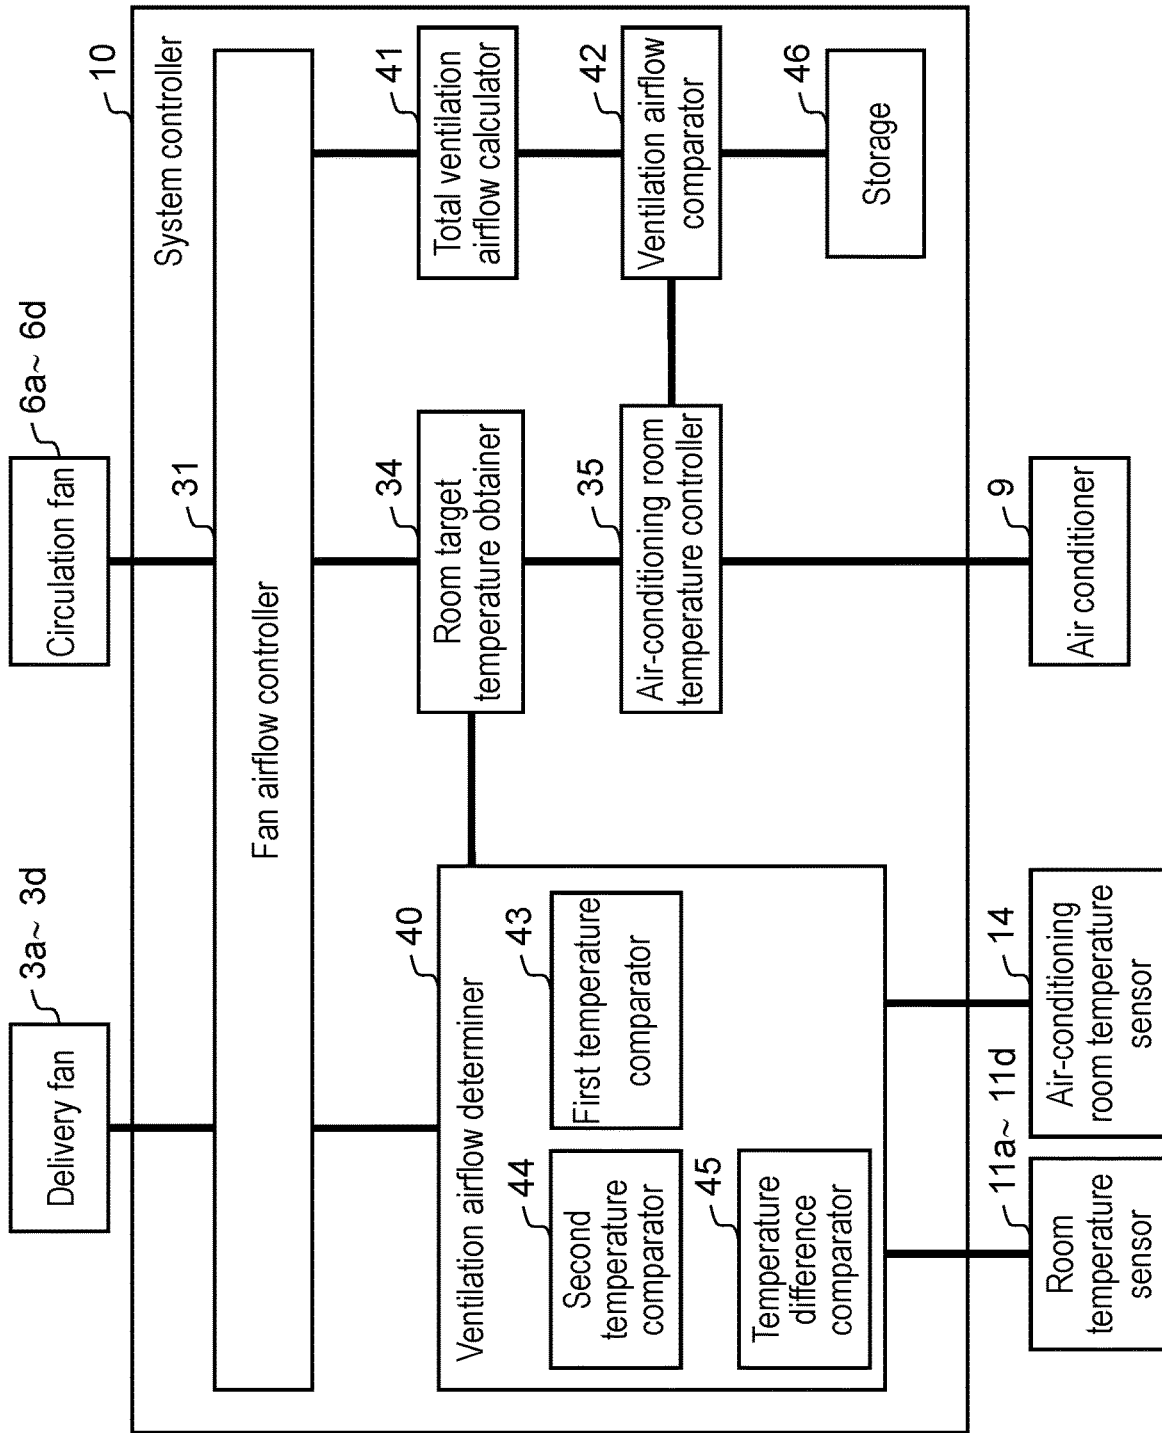 Delivery fan
3a~ 3d
Circulation fan
6a~ 6d
10
System controller
31
Fan airflow controller
40
Ventilation airflow determiner
43
First temperature
comparator
44
Second
temperature
comparator
45
Temperature
difference
comparator
34
Room target
temperature obtainer
35
Air-conditioning room
temperature controller
41
Total ventilation
airflow calculator
42
Ventilation airflow
comparator
46
Storage
11a~ 11d
Room
temperature
sensor
14
Air-conditioning
room temperature
sensor
9
Air conditioner